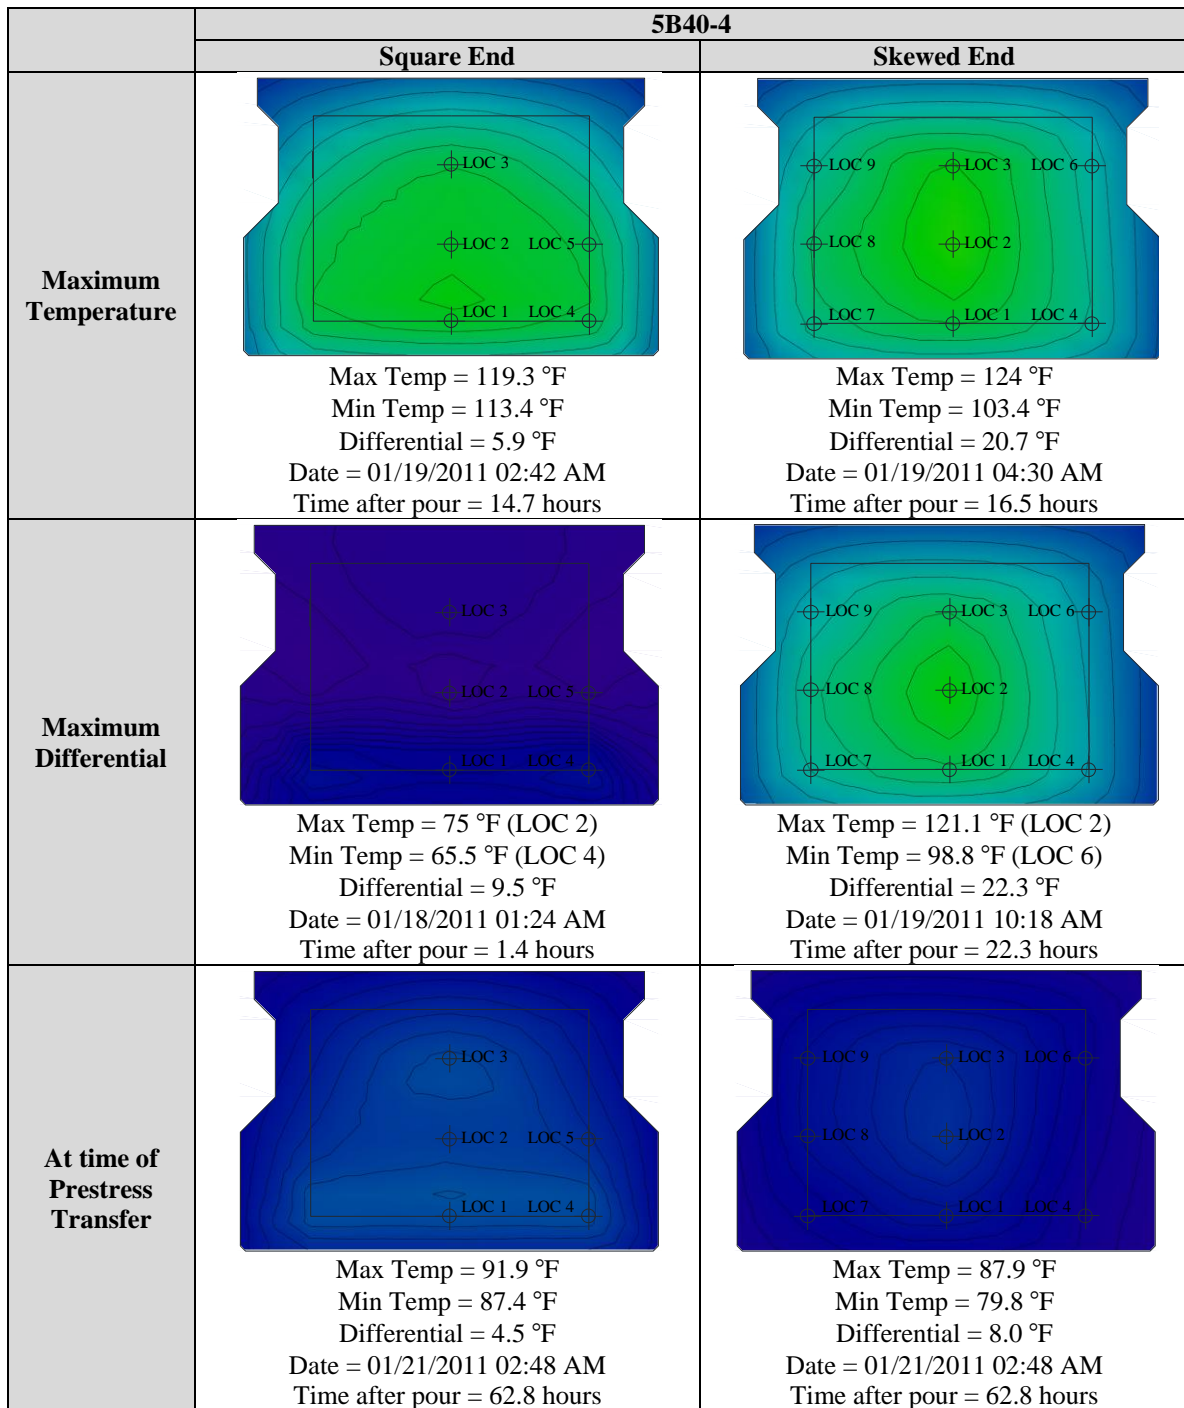 5B40-4
Square End
Skewed End
Maximum
Temperature
LOC 3
LOC 2 LOC 5
LOC 1 LOC 4
Max Temp = 119.3 °F
Min Temp = 113.4 °F
Differential = 5.9 °F
Date = 01/19/2011 02:42 AM
Time after pour = 14.7 hours
LOC 9 LOC 3 LOC 6
LOC 8 LOC 2
LOC 7 LOC 1 LOC 4
Max Temp = 124 °F
Min Temp = 103.4 °F
Differential = 20.7 °F
Date = 01/19/2011 04:30 AM
Time after pour = 16.5 hours
Maximum
Differential
LOC 3
LOC 2 LOC 5
LOC 1 LOC 4
Max Temp = 75 °F (LOC 2)
Min Temp = 65.5 °F (LOC 4)
Differential = 9.5 °F
Date = 01/18/2011 01:24 AM
Time after pour = 1.4 hours
LOC 9 LOC 3 LOC 6
LOC 8 LOC 2
LOC 7 LOC 1 LOC 4
Max Temp = 121.1 °F (LOC 2)
Min Temp = 98.8 °F (LOC 6)
Differential = 22.3 °F
Date = 01/19/2011 10:18 AM
Time after pour = 22.3 hours
At time of
Prestress
Transfer
LOC 3
LOC 2 LOC 5
LOC 1 LOC 4
Max Temp = 91.9 °F
Min Temp = 87.4 °F
Differential = 4.5 °F
Date = 01/21/2011 02:48 AM
Time after pour = 62.8 hours
LOC 9 LOC 3 LOC 6
LOC 8 LOC 2
LOC 7 LOC 1 LOC 4
Max Temp = 87.9 °F
Min Temp = 79.8 °F
Differential = 8.0 °F
Date = 01/21/2011 02:48 AM
Time after pour = 62.8 hours